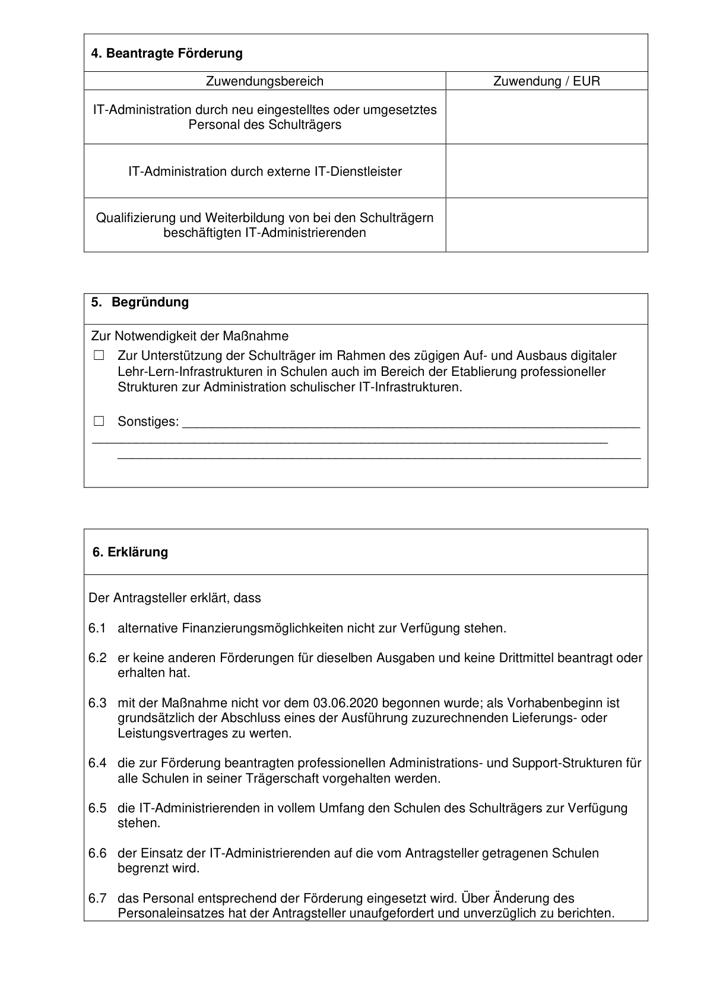 4. Beantragte Förderung
Zuwendungsbereich
Zuwendung / EUR
IT-Administration durch neu eingestelltes oder umgesetztes
Personal des Schulträgers
IT-Administration durch externe IT-Dienstleister
Qualifizierung und Weiterbildung von bei den Schulträgern
beschäftigten IT-Administrierenden
5. Begründung
Zur Notwendigkeit der Maßnahme
☐ Zur Unterstützung der Schulträger im Rahmen des zügigen Auf- und Ausbaus digitaler
Lehr-Lern-Infrastrukturen in Schulen auch im Bereich der Etablierung professioneller
Strukturen zur Administration schulischer IT-Infrastrukturen.
☐ Sonstiges:
6. Erklärung
Der Antragsteller erklärt, dass
6.1 alternative Finanzierungsmöglichkeiten nicht zur Verfügung stehen.
6.2 er keine anderen Förderungen für dieselben Ausgaben und keine Drittmittel beantragt oder
erhalten hat.
6.3 mit der Maßnahme nicht vor dem 03.06.2020 begonnen wurde; als Vorhabenbeginn ist
grundsätzlich der Abschluss eines der Ausführung zuzurechnenden Lieferungs- oder
Leistungsvertrages zu werten.
6.4 die zur Förderung beantragten professionellen Administrations- und Support-Strukturen für
alle Schulen in seiner Trägerschaft vorgehalten werden.
6.5 die IT-Administrierenden in vollem Umfang den Schulen des Schulträgers zur Verfügung
stehen.
6.6 der Einsatz der IT-Administrierenden auf die vom Antragsteller getragenen Schulen
begrenzt wird.
6.7 das Personal entsprechend der Förderung eingesetzt wird. Über Änderung des
Personaleinsatzes hat der Antragsteller unaufgefordert und unverzüglich zu berichten.